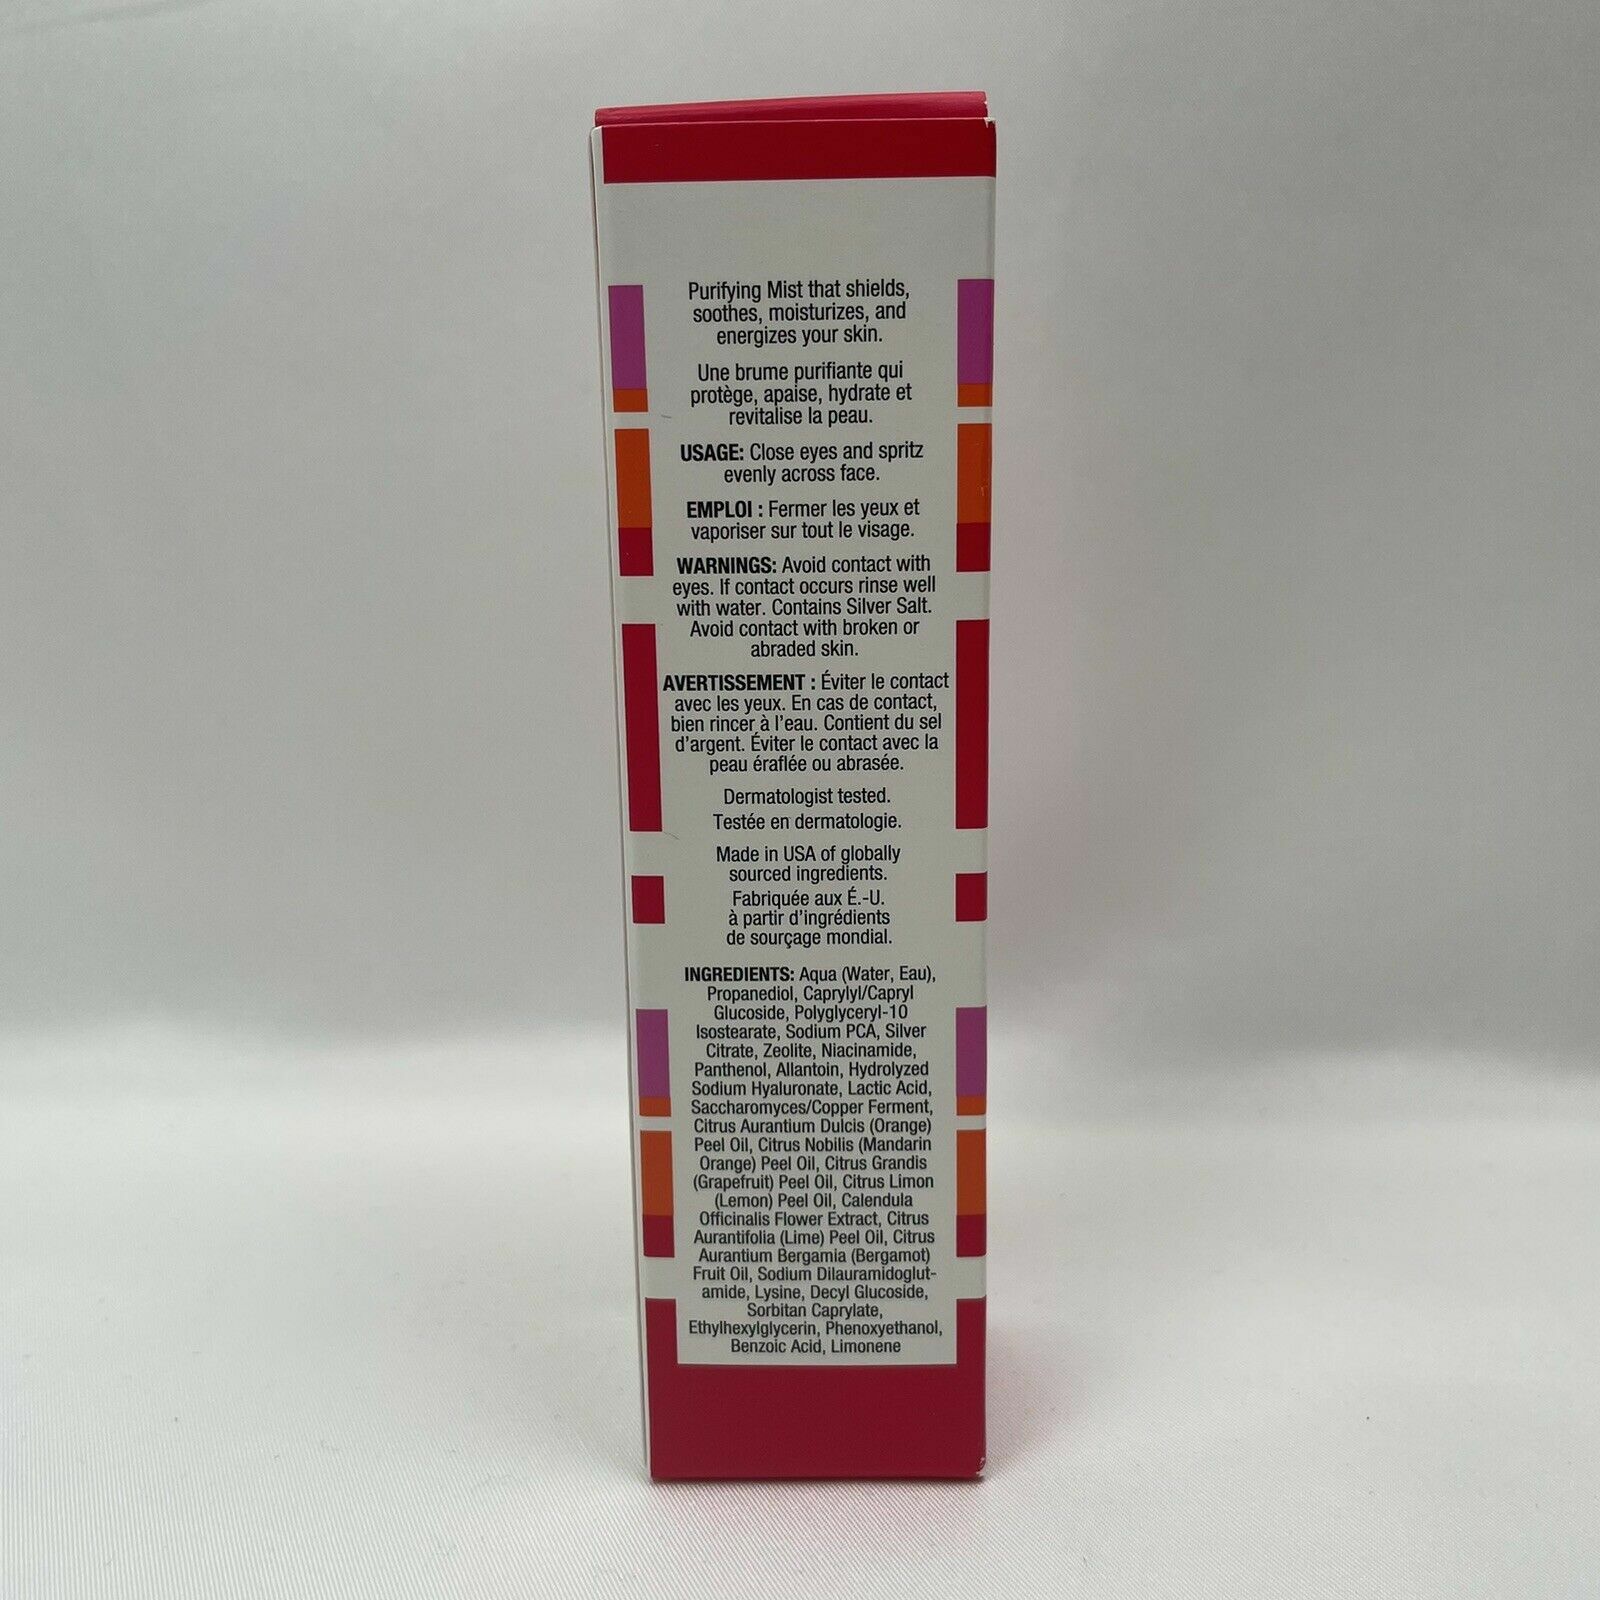 Purifying Mist that shields,
soothes, moisturizes, and
energizes your skin.
Une brume purifiante qui
protège, apaise, hydrate et
revitalise la peau.
USAGE: Close eyes and spritz
evenly across face.
EMPLOI : Fermer les yeux et
vaporiser sur tout le visage.
WARNINGS: Avoid contact with
eyes. If contact occurs rinse well
with water. Contains Silver Salt.
Avoid contact with broken or
abraded skin.
AVERTISSEMENT : Éviter le contact
avec les yeux. En cas de contact,
bien rincer à l'eau. Contient du sel
d'argent. Éviter le contact avec la
peau éraflée ou abrasée.
Dermatologist tested.
Testée en dermatologie.
Made in USA of globally
sourced ingredients.
Fabriquée aux É.-U.
à partir d'ingrédients
de sourçage mondial.
INGREDIENTS: Aqua (Water, Eau),
Propanediol, Caprylyl/Capryl
Glucoside, Polyglyceryl-10
Isostearate, Sodium PCA, Silver
Citrate, Zeolite, Niacinamide,
Panthenol, Allantoin, Hydrolyzed
Sodium Hyaluronate, Lactic Acid,
Saccharomyces/Copper Ferment,
Citrus Aurantium Dulcis (Orange)
Peel Oil, Citrus Nobilis (Mandarin
Orange) Peel Oil, Citrus Grandis
(Grapefruit) Peel Oil, Citrus Limon
(Lemon) Peel Oil, Calendula
Officinalis Flower Extract, Citrus
Aurantifolia (Lime) Peel Oil, Citrus
Aurantium Bergamia (Bergamot)
Fruit Oil, Sodium Dilauramidoglut-
amide, Lysine, Decyl Glucoside,
Sorbitan Caprylate,
Ethylhexylglycerin, Phenoxyethanol,
Benzoic Acid, Limonene